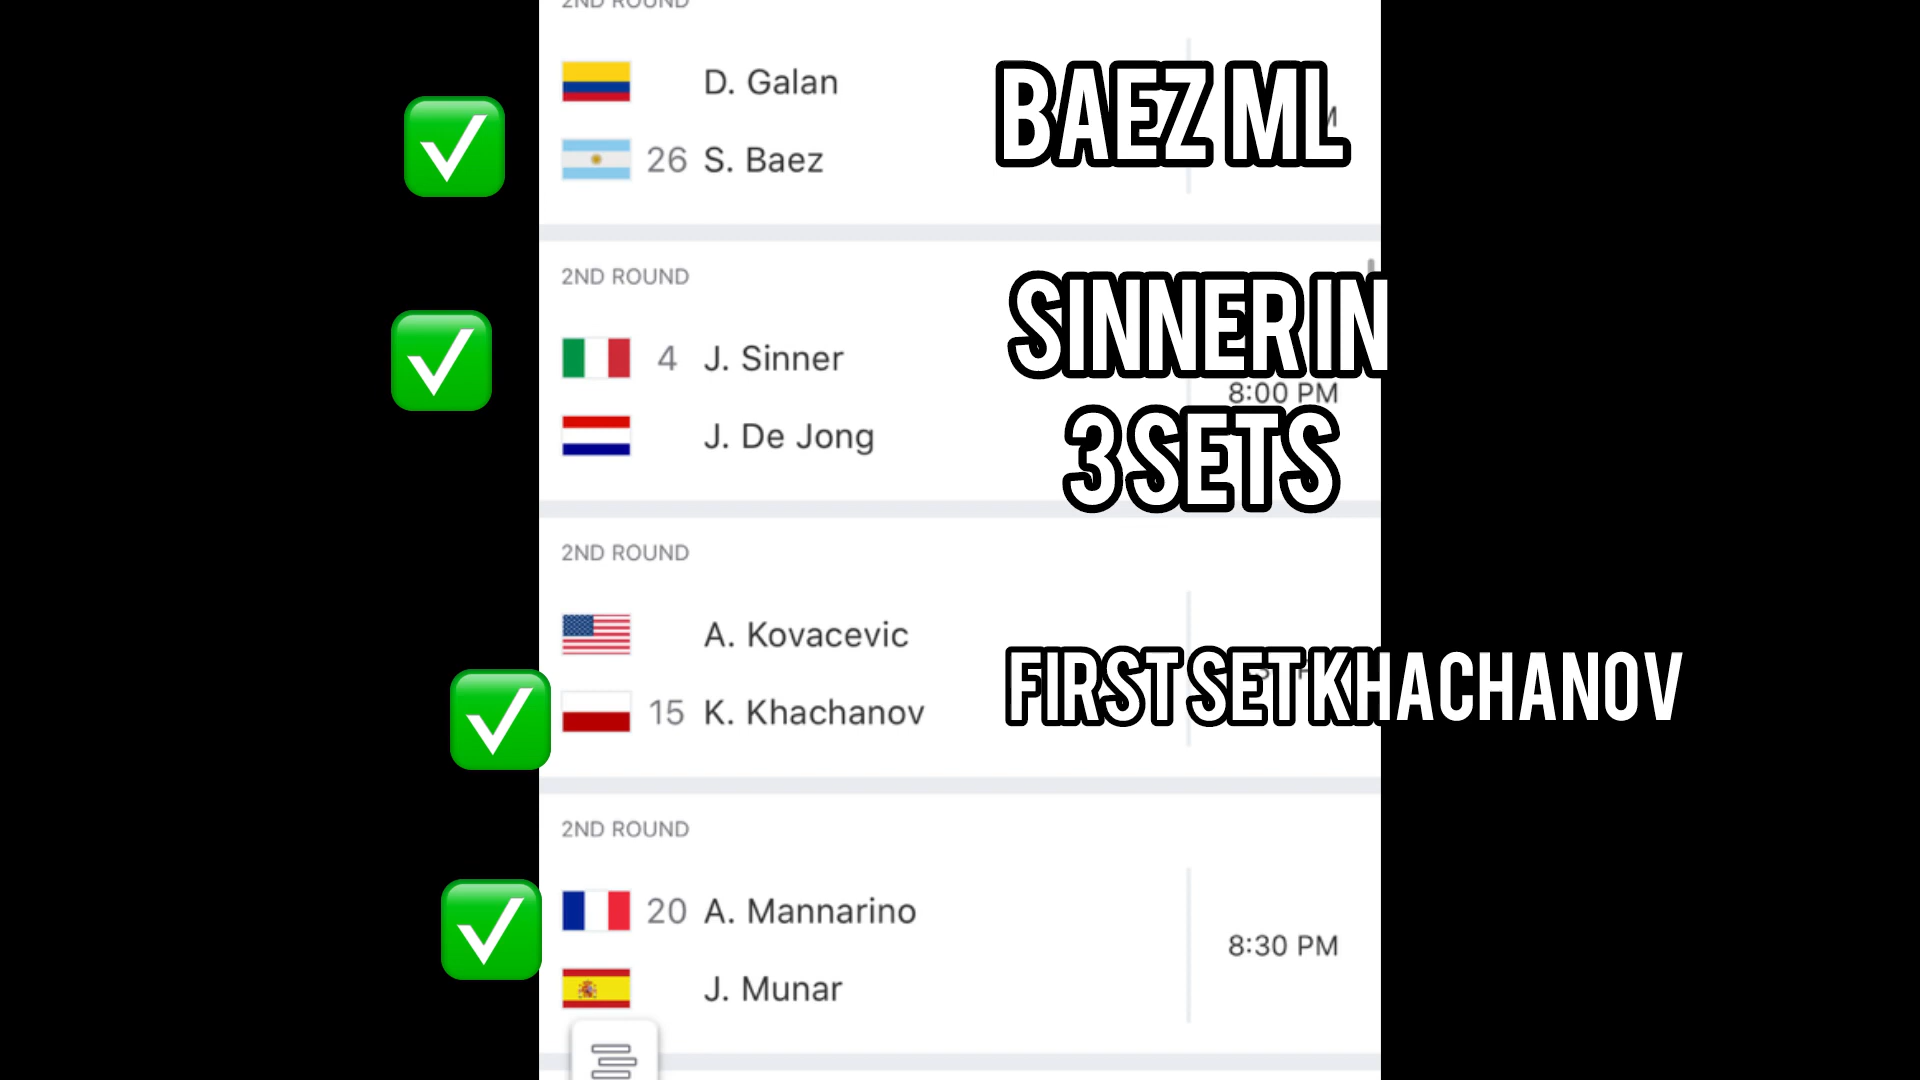 2ND ROUND
D. Galan
BAEZ ML
26 S. Baez
2ND ROUND
4 J. Sinner
SINNER IN
8:00 PM
J. De Jong
3 SETS
2ND ROUND
A. Kovacevic
FIRST SET KHACHANOV
15 K. Khachanov
2ND ROUND
20 A. Mannarino
8:30 PM
J. Munar